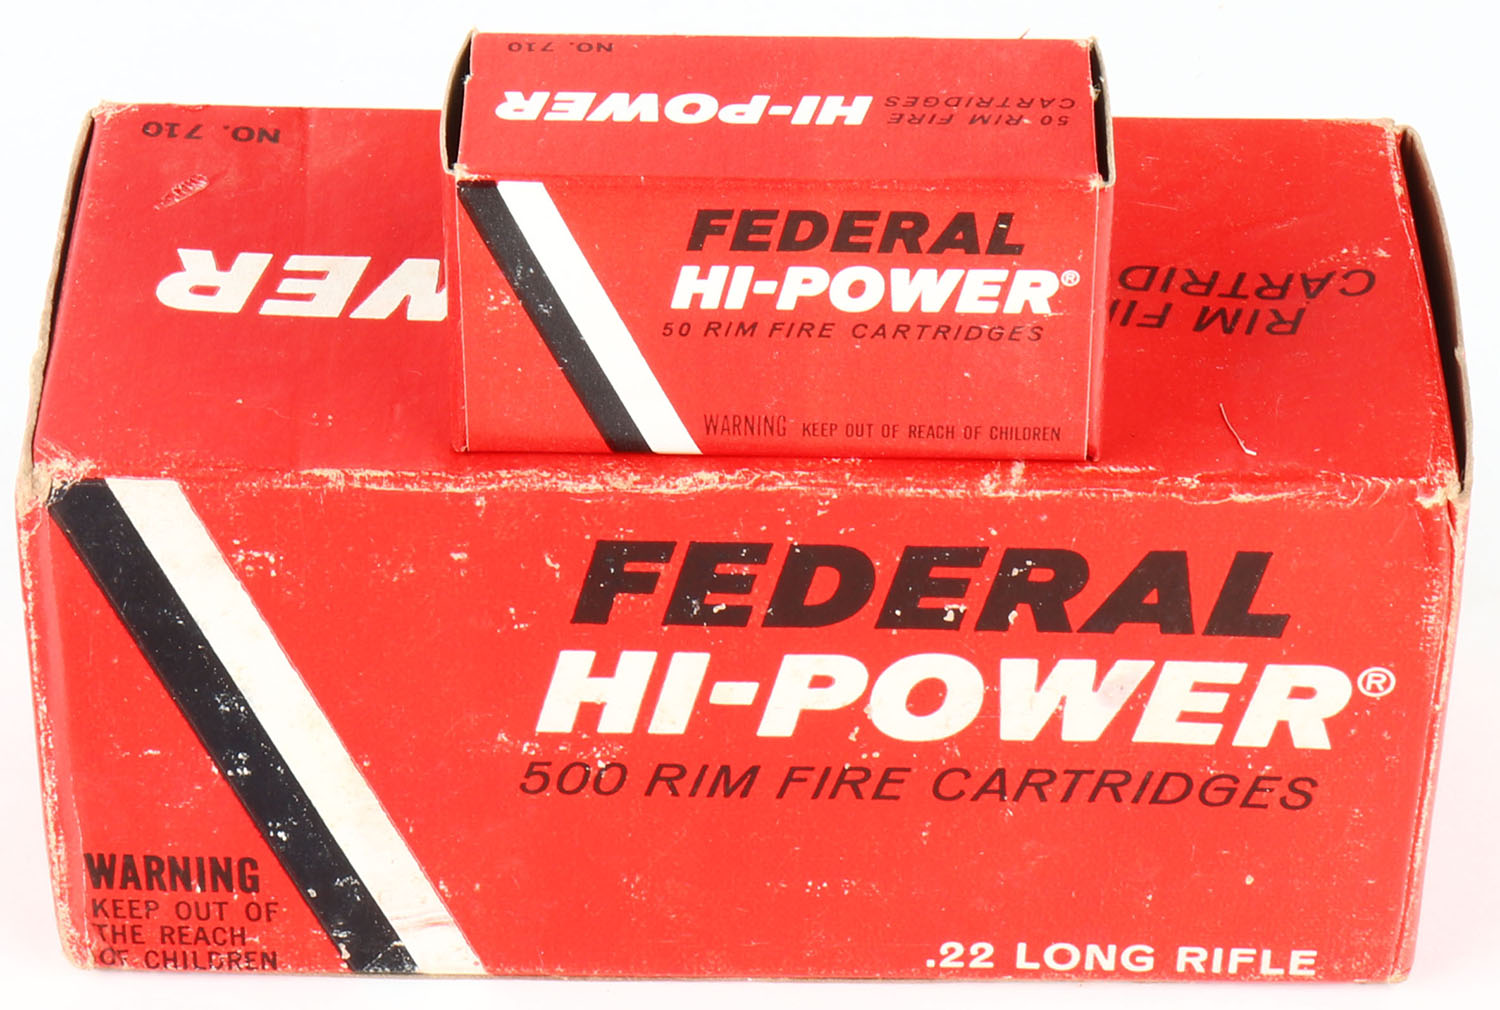 NO. 710
50 RIM FIRE
CARTRIDGES
HI-POWER
FEDERAL
HI-POWER®
50 RIM FIRE CARTRIDGES
WARNING KEEP OUT OF REACH OF CHILDREN
NO. 710
RIM
CARTRID
WER
FEDERAL
HI-POWER®
500 RIM FIRE CARTRIDGES
WARNING
KEEP OUT OF
THE REACH
OF CHILDREN
.22 LONG RIFLE